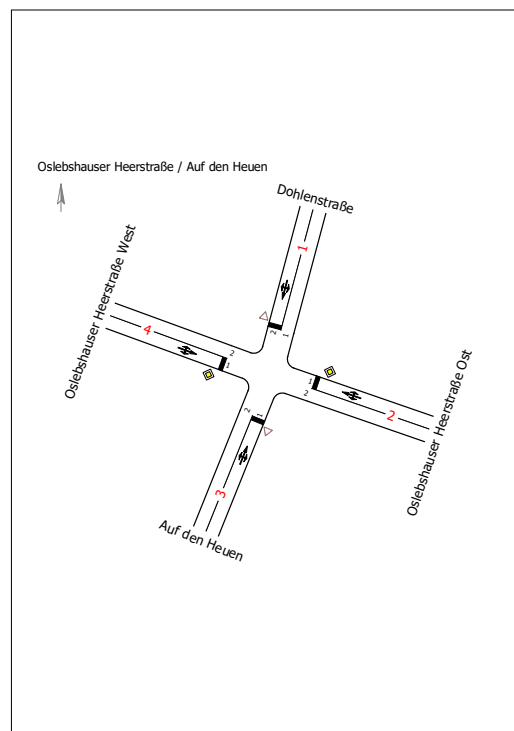 Oslebshauser Heerstraße / Auf den Heuen
Dohlenstraße
1
2
1
Oslebshauser Heerstraße West
4
2
1
Oslebshauser Heerstraße Ost
1
2
2
2
1
3
Auf den Heuen